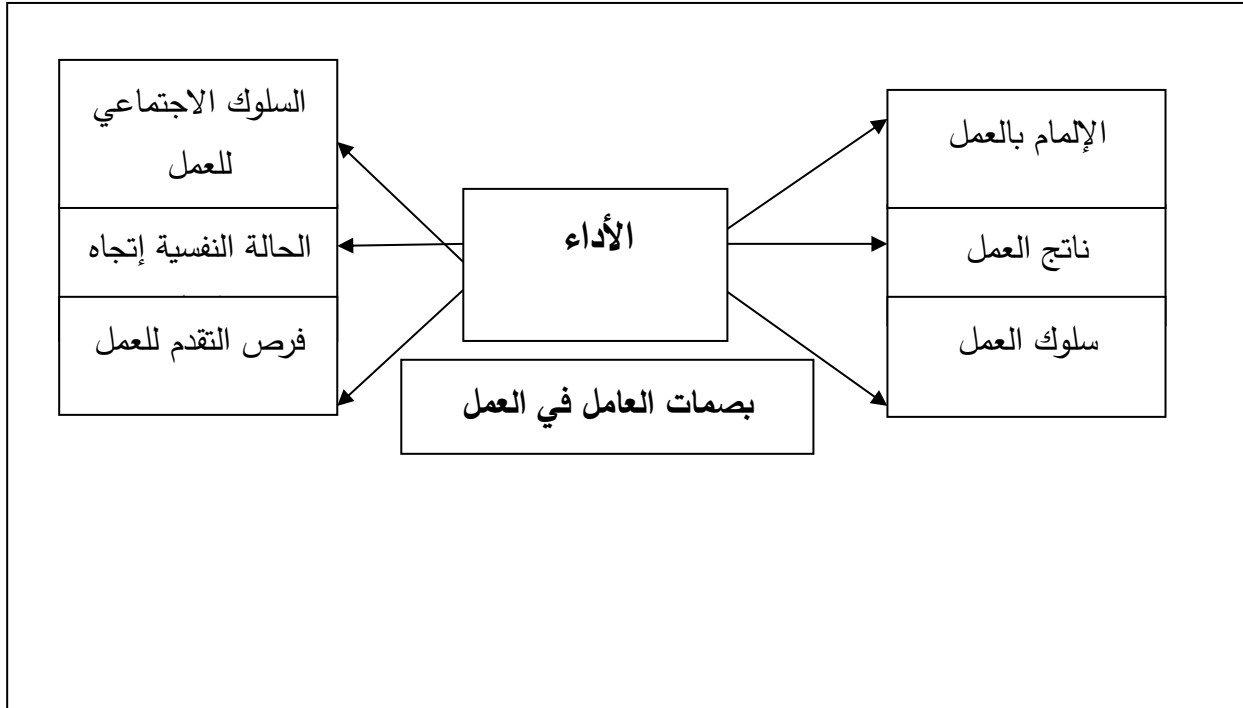 الإلمام بالعمل
ناتج العمل
سلوك العمل
الأداء
بصمات العامل في العمل
السلوك الاجتماعي
للعمل
الحالة النفسية إتجاه
فرص التقدم للعمل